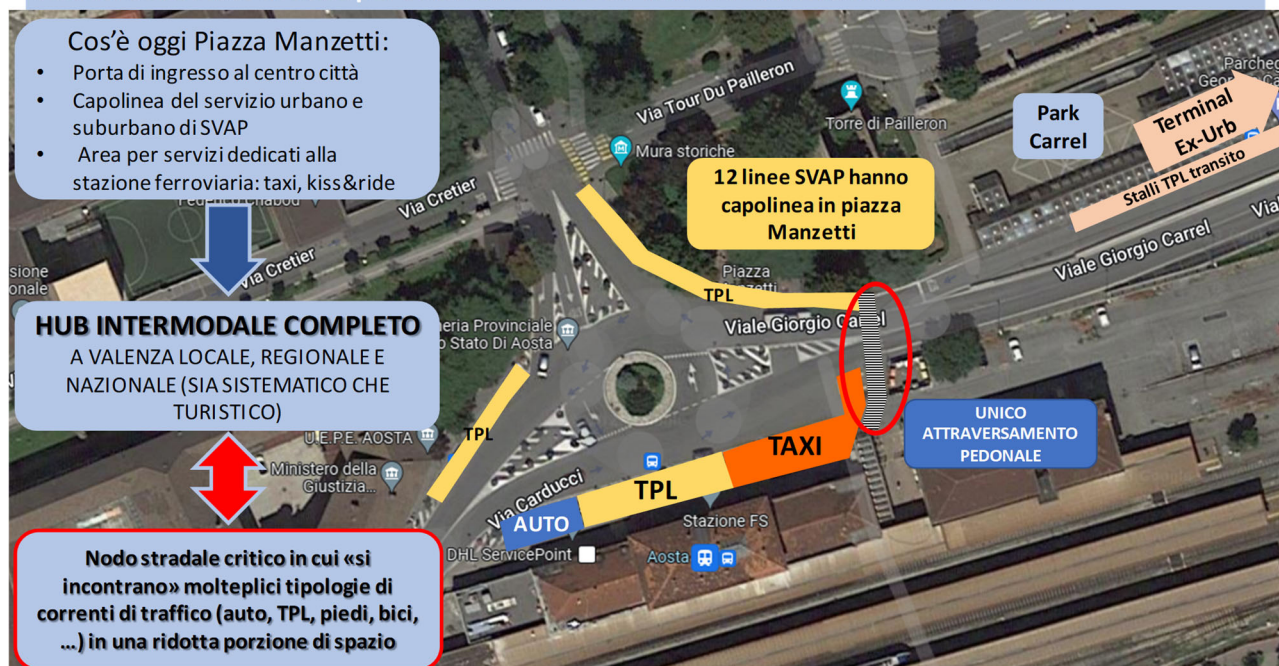 Cos'è oggi Piazza Manzetti:
• Porta di ingresso al centro città
• Capolinea del servizio urbano e
suburbano di SVAP
• Area per servizi dedicati alla
stazione ferroviaria: taxi, kiss&ride
HUB INTERMODALE COMPLETO
A VALENZA LOCALE, REGIONALE E
NAZIONALE (SIA SISTEMATICO CHE
TURISTICO)
Nodo stradale critico in cui «si
incontrano» molteplici tipologie di
correnti di traffico (auto, TPL, piedi, bici,
...) in una ridotta porzione di spazio
Via Tour Du Pailleron
Torre di Pailleron
Mura storiche
Via Cretier
Via Cretier
12 linee SVAP hanno
capolinea in piazza
Manzetti
Park
Carrel
Terminal
Ex-Urb
Stalli TPL transito
Viale Giorgio Carrel
Piazza
TPL
Viale Giorgio Carrel
Provinciale
Stato Di Aosta
TPL
U.E.P.E. AOSTA
Ministero della
Giustizia...
Via Carducci
AUTO
TPL
TAXI
UNICO
ATTRAVERSAMENTO
PEDONALE
Stazione FS
DHL ServicePoint
Aosta